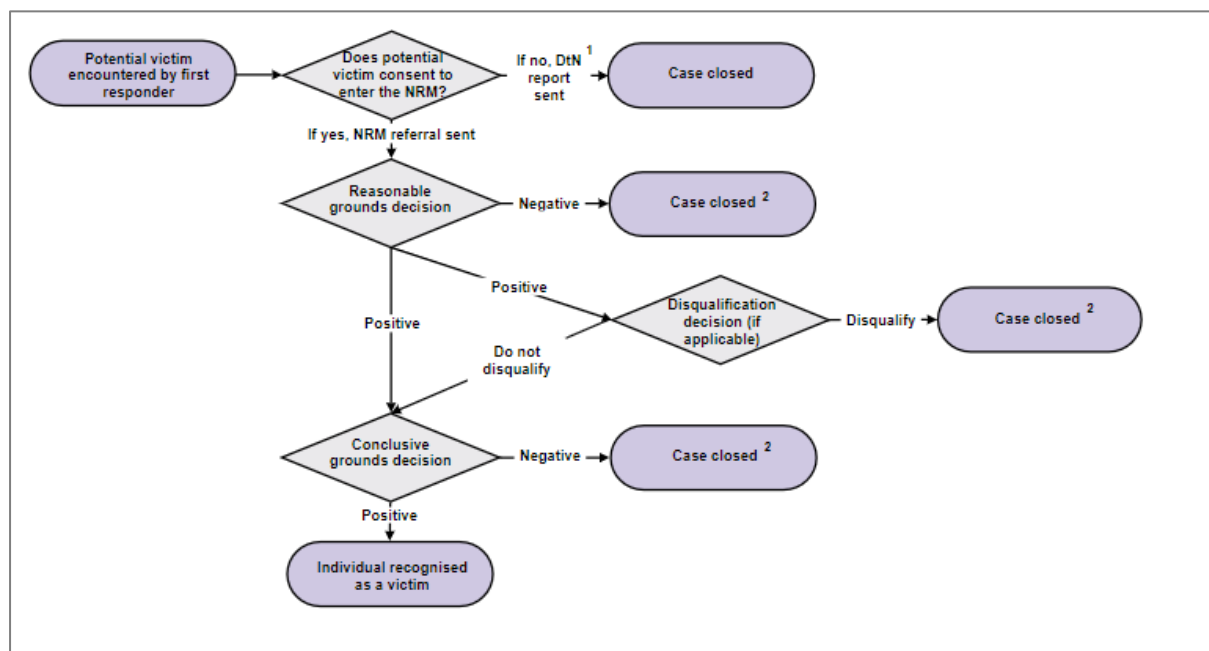 Potential victim
encountered by first
responder
Does potential
victim consent to
enter the NRM?
If no, DtN 1
report
sent
Case closed
If yes, NRM referral sent
Reasonable
grounds decision
Negative
Case closed 2
Positive
Positive
Disqualification
decision (if
applicable)
Disqualify
Case closed 2
Do not
disqualify
Conclusive
grounds decision
Negative
Case closed 2
Positive
Individual recognised
as a victim